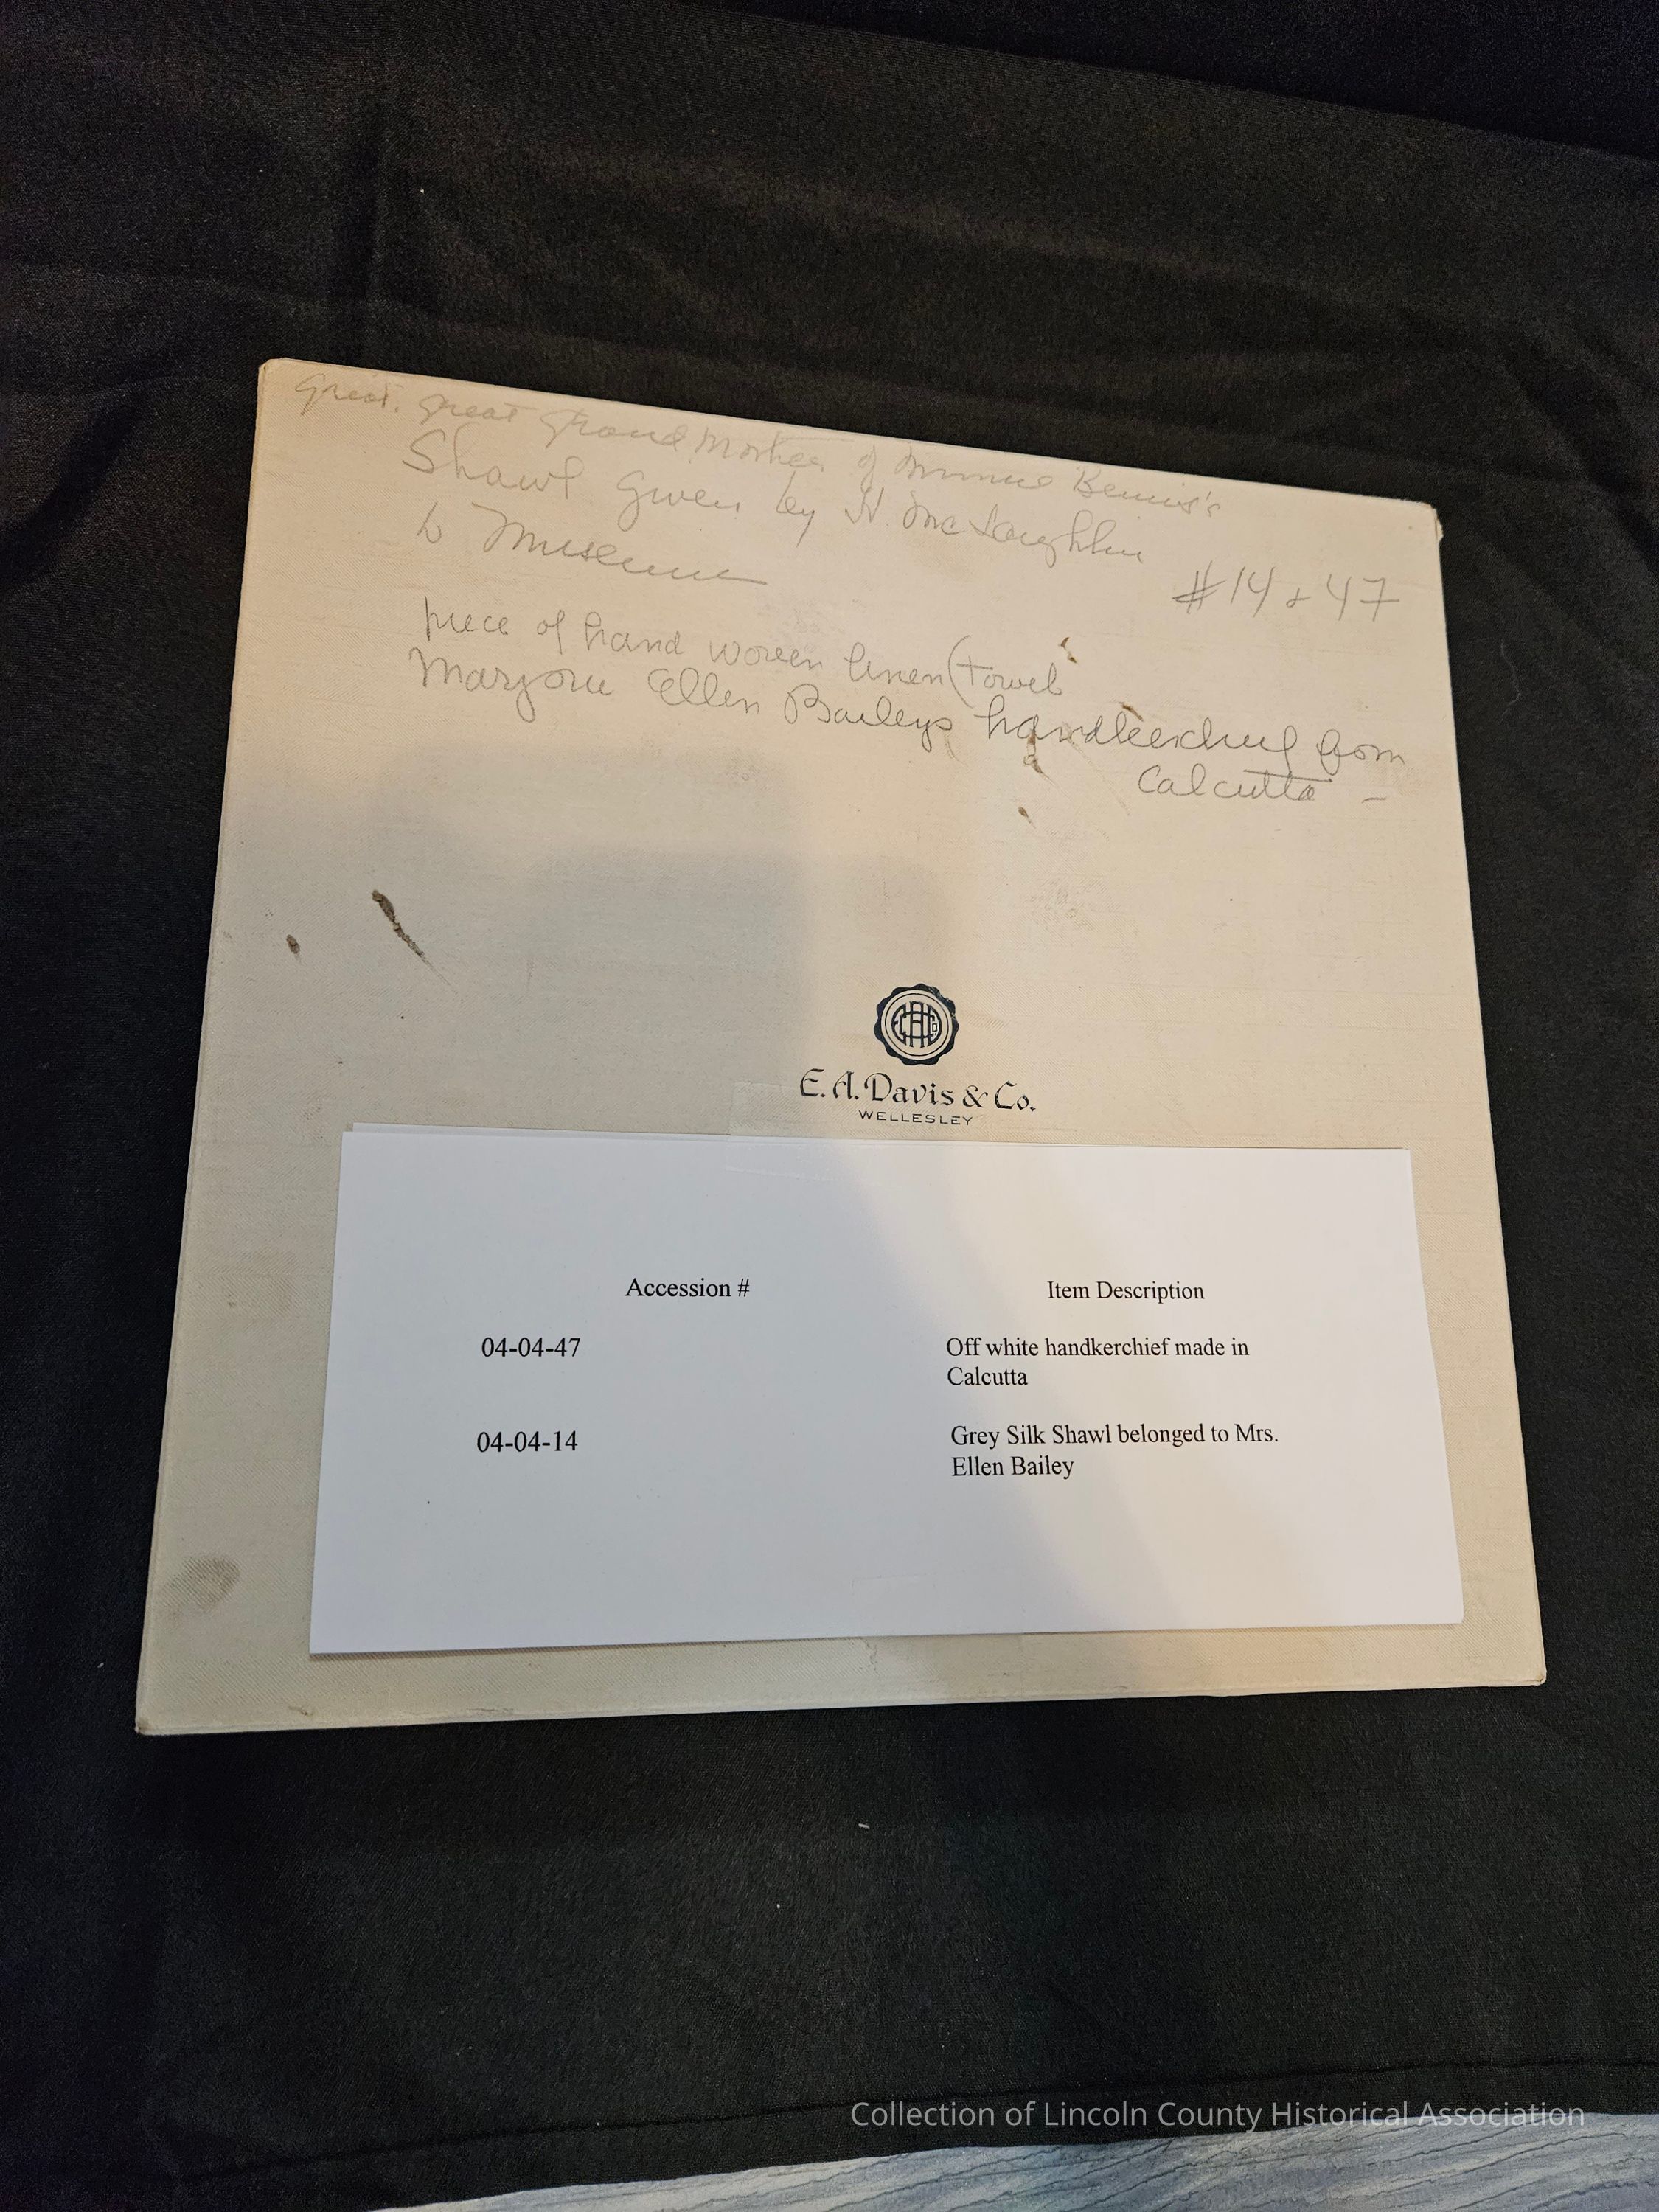 Great, great Grand Mother of Minnie Bemis's
Shawl given by H. McLaughlin
to Museum
#14 & 47
piece of hand woven linen (towel
Marjorie Ellen Baileys handkerchief from
Calcutta –
E.A. Davis & Co.
WELLESLEY
Accession # Item Description
04-04-47 Off white handkerchief made in
Calcutta
04-04-14 Grey Silk Shawl belonged to Mrs.
Ellen Bailey
Collection of Lincoln County Historical Association